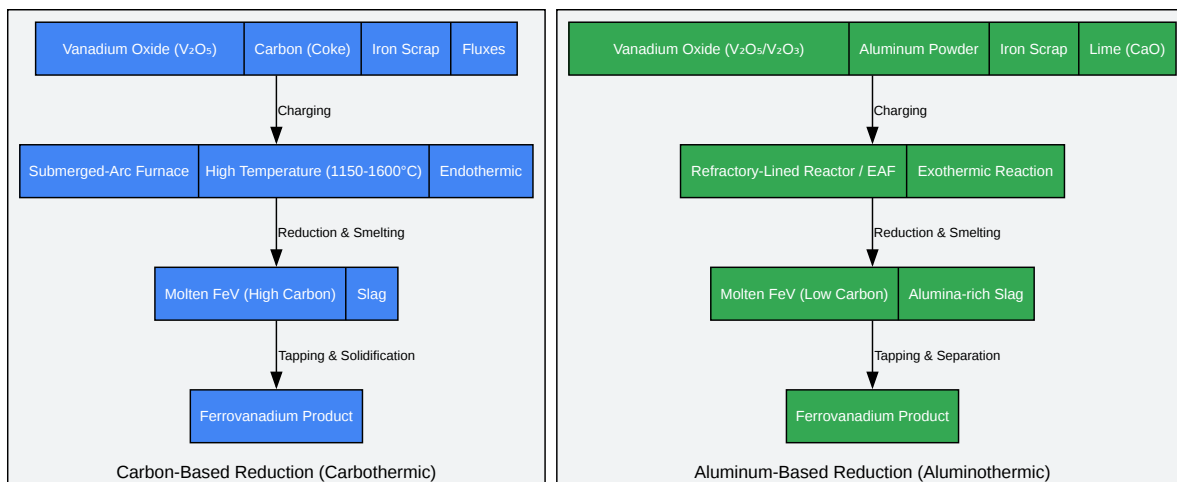 Vanadium Oxide (V₂O₅) Carbon (Coke) Iron Scrap Fluxes
Charging
Submerged-Arc Furnace High Temperature (1150-1600°C) Endothermic
Reduction & Smelting
Molten FeV (High Carbon) Slag
Tapping & Solidification
Ferrovanadium Product
Carbon-Based Reduction (Carbothermic)
Vanadium Oxide (V₂O₅/V₂O₃) Aluminum Powder Iron Scrap Lime (CaO)
Charging
Refractory-Lined Reactor / EAF Exothermic Reaction
Reduction & Smelting
Molten FeV (Low Carbon) Alumina-rich Slag
Tapping & Separation
Ferrovanadium Product
Aluminum-Based Reduction (Aluminothermic)